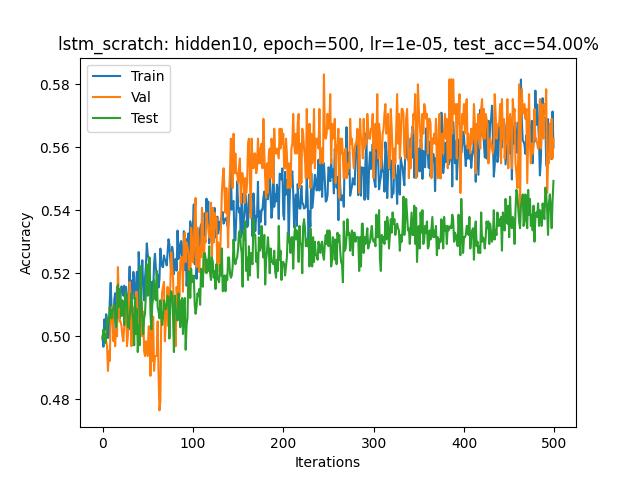 lstm_scratch: hidden10, epoch=500, lr=1e-05, test_acc=54.00%
Train
Val
Test
0.58
0.56
0.54
0.52
0.50
0.48
Accuracy
0 100 200 300 400 500
Iterations